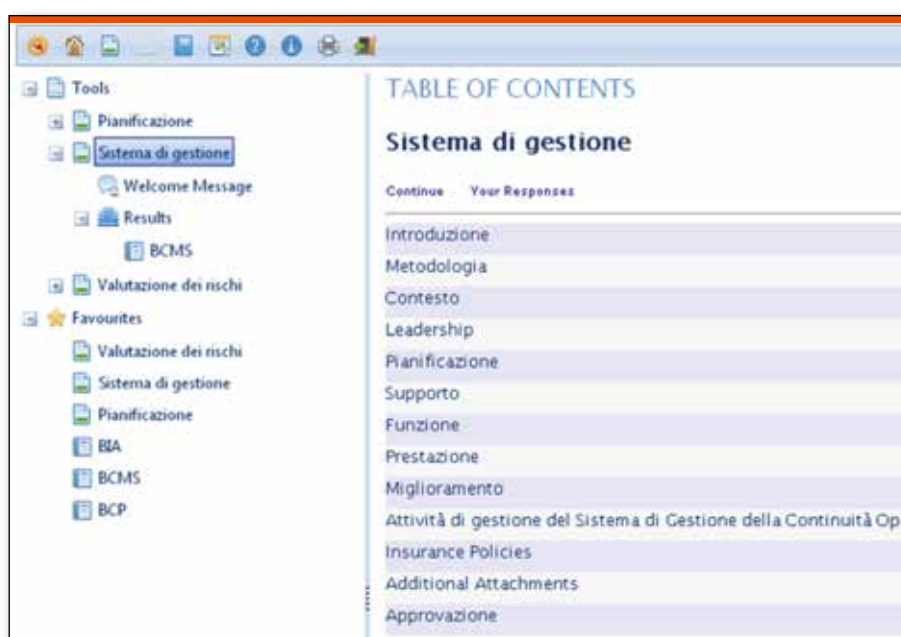 Tools
Pianificazione
Sistema di gestione
Welcome Message
Results
BCMS
Valutazione dei rischi
Favourites
Valutazione dei rischi
Sistema di gestione
Pianificazione
BIA
BCMS
BCP
TABLE OF CONTENTS
Sistema di gestione
Continue Your Responses
Introduzione
Metodologia
Contesto
Leadership
Pianificazione
Supporto
Funzione
Prestazione
Miglioramento
Attività di gestione del Sistema di Gestione della Continuità Op
Insurance Policies
Additional Attachments
Approvazione